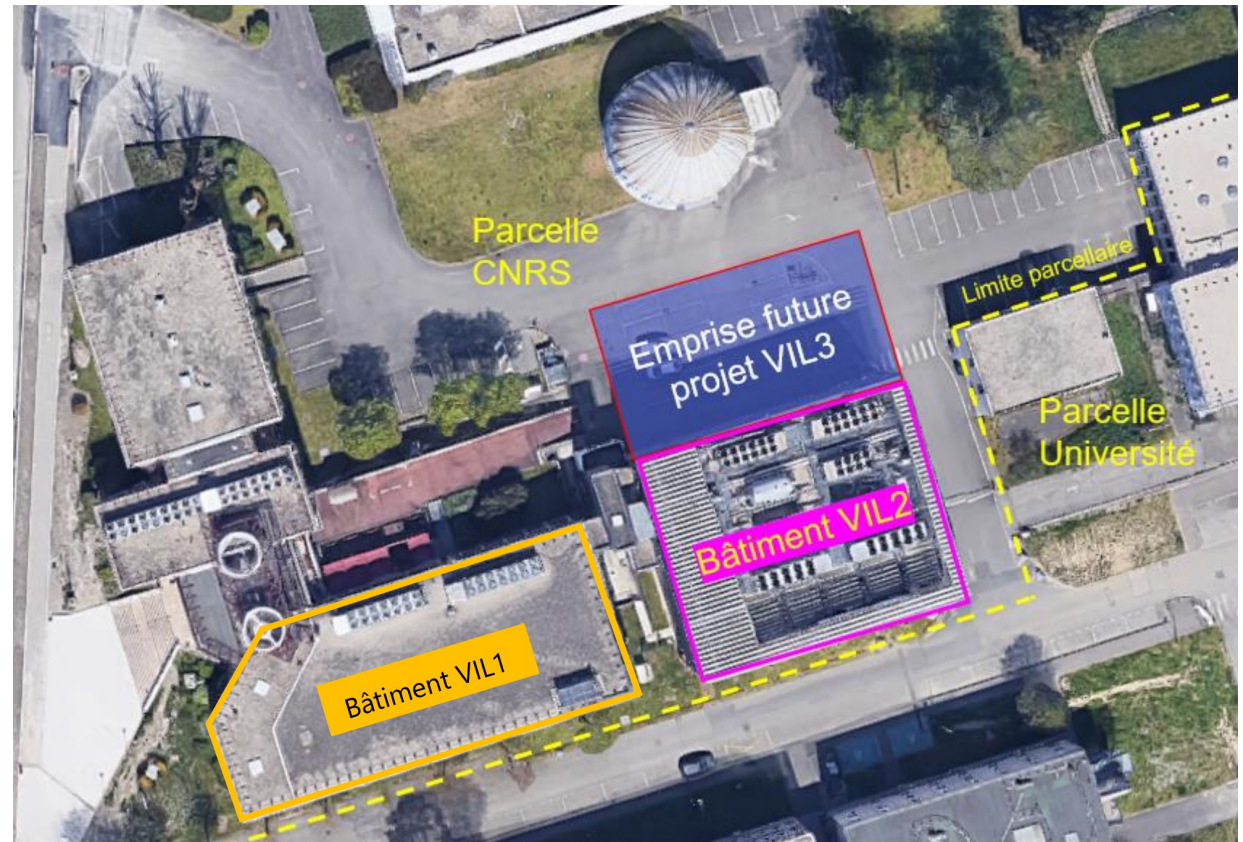 Parcelle
CNRS
Limite parcellaire
Emprise future
projet VIL3
Parcelle
Université
Bâtiment VIL2
Bâtiment VIL1